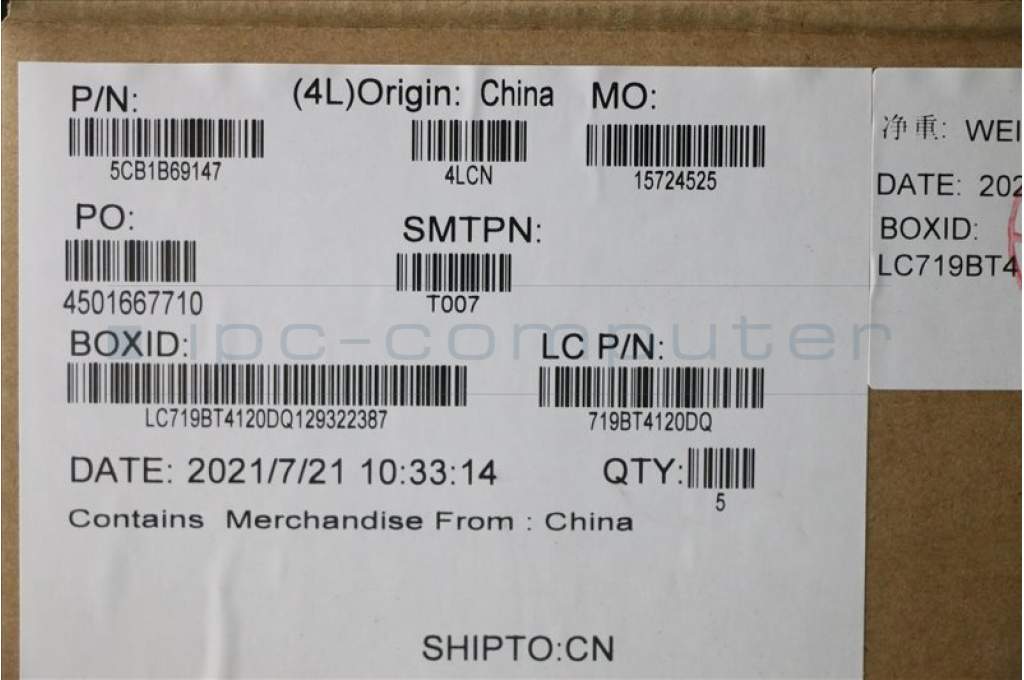 P/N: (4L)Origin: China MO:
5CB1B69147 4LCN 15724525
PO: SMTPN:
4501667710 T007
BOXID: LC P/N:
LC719BT4120DQ129322387 719BT4120DQ
DATE: 2021/7/21 10:33:14 QTY:
5
Contains Merchandise From : China
SHIPTO:CN
净重: WEI
DATE: 202
BOXID:
LC719BT4
ipc-computer